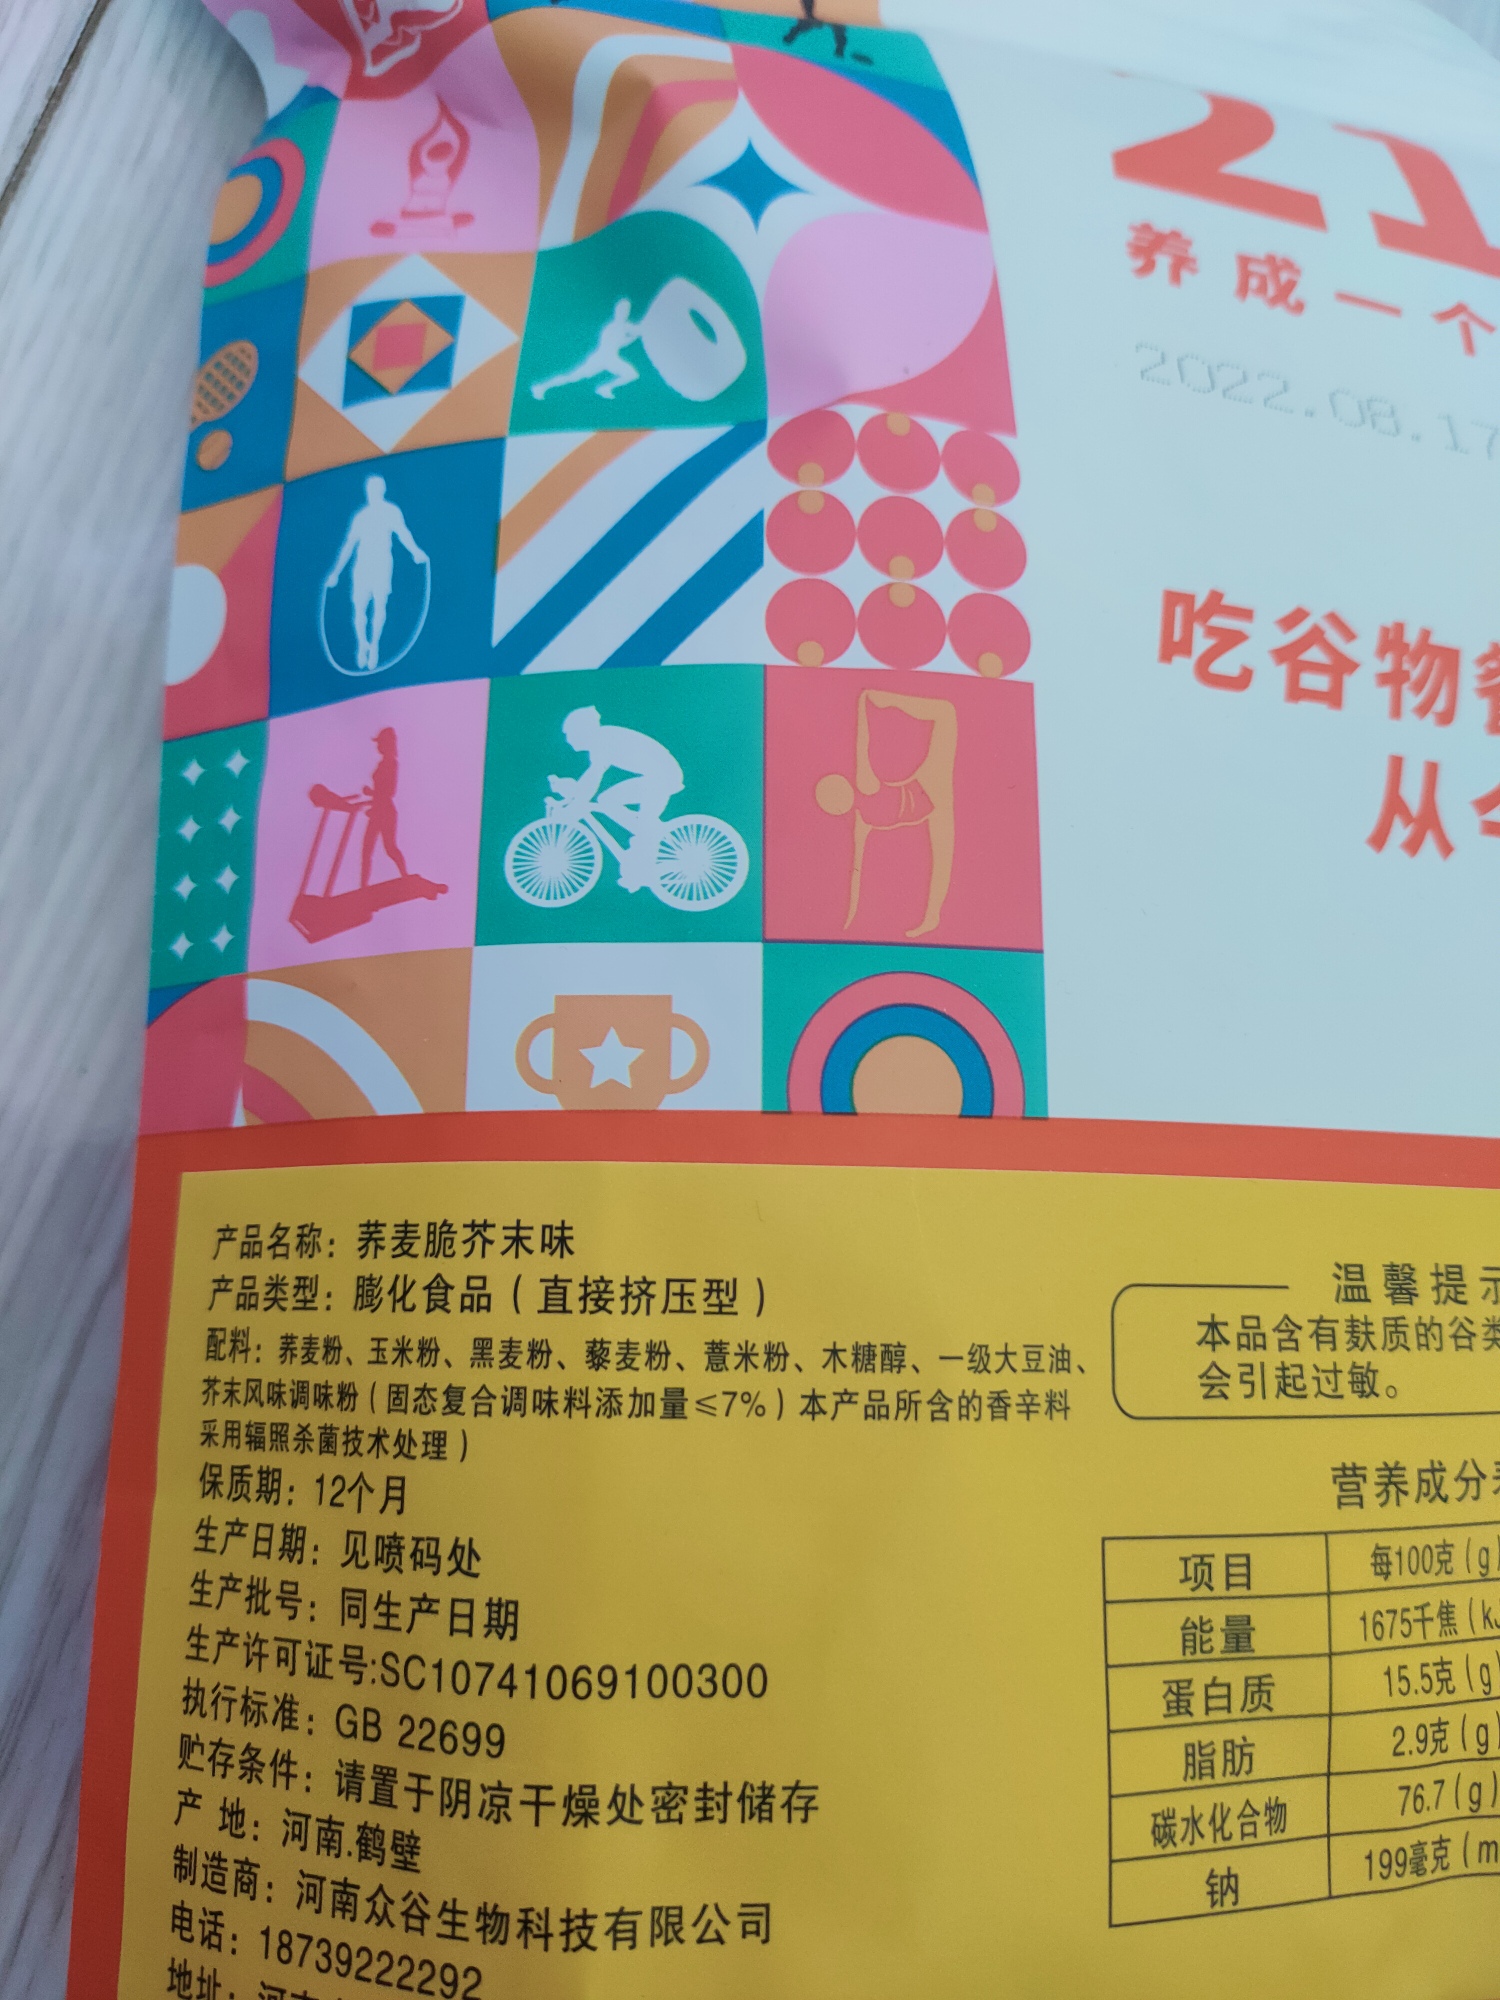 21
养成一个
2022.08.17
吃谷物
从
产品名称：荞麦脆芥末味
产品类型：膨化食品（直接挤压型）
配料：荞麦粉、玉米粉、黑麦粉、藜麦粉、薏米粉、木糖醇、一级大豆油、
芥末风味调味粉（固态复合调味料添加量≤7%）本产品所含的香辛料
采用辐照杀菌技术处理）
保质期：12个月
生产日期：见喷码处
生产批号：同生产日期
生产许可证号:SC10741069100300
执行标准：GB 22699
贮存条件：请置于阴凉干燥处密封储存
产 地：河南.鹤壁
制造商：河南众谷生物科技有限公司
电话：18739222292
地址：河南
温馨提示
本品含有麸质的谷类
会引起过敏。
营养成分表
项目 每100克(g)
能量 1675千焦(kJ
蛋白质 15.5克(g)
脂肪 2.9克(g)
碳水化合物 76.7(g)
钠 199毫克(m